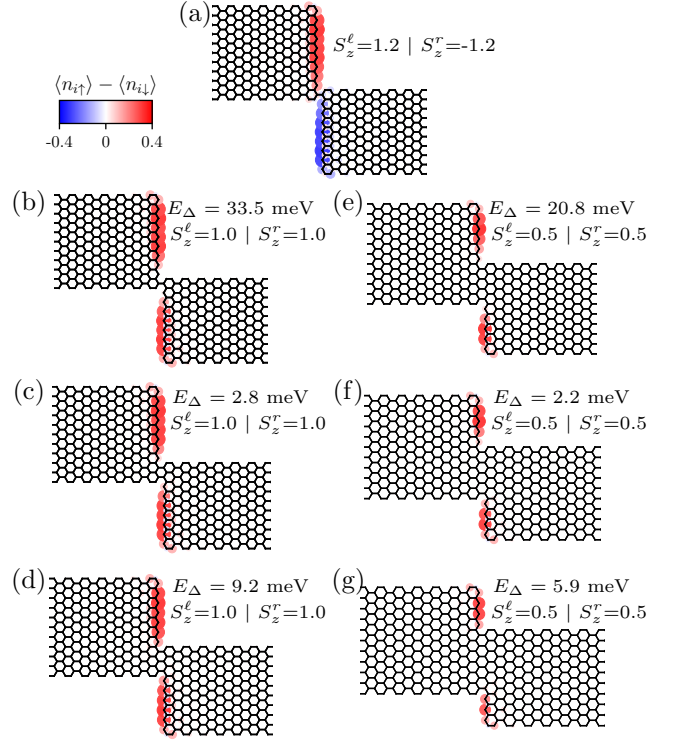 (a)
S_z^ℓ=1.2 | S_z^r=-1.2
⟨n_{i↑}⟩ − ⟨n_{i↓}⟩
-0.4 0 0.4
(b)
E_Δ = 33.5 meV
S_z^ℓ=1.0 | S_z^r=1.0
(e)
E_Δ = 20.8 meV
S_z^ℓ=0.5 | S_z^r=0.5
(c)
E_Δ = 2.8 meV
S_z^ℓ=1.0 | S_z^r=1.0
(f)
E_Δ = 2.2 meV
S_z^ℓ=0.5 | S_z^r=0.5
(d)
E_Δ = 9.2 meV
S_z^ℓ=1.0 | S_z^r=1.0
(g)
E_Δ = 5.9 meV
S_z^ℓ=0.5 | S_z^r=0.5